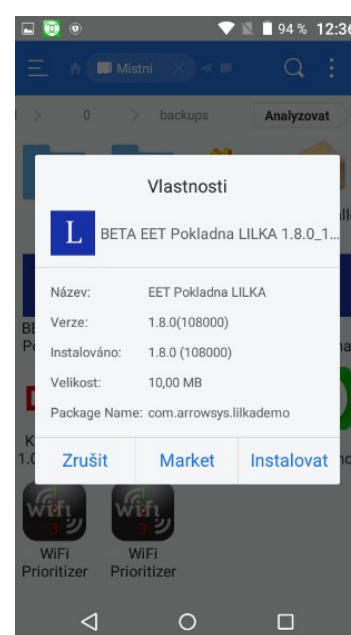 94 % 12:36
Místní
0 > backups Analyzovat
Vlastnosti
L BETA EET Pokladna LILKA 1.8.0_1...
Název: EET Pokladna LILKA
Verze: 1.8.0(108000)
Instalováno: 1.8.0 (108000)
Velikost: 10,00 MB
Package Name: com.arrowsys.lilkademo
Zrušit Market Instalovat
WiFi WiFi
Prioritizer Prioritizer